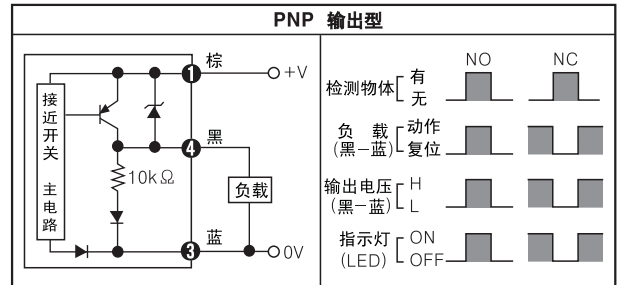 PNP 输出型
棕
1
+V
接近开关 主电路
黑
4
10kΩ
负载
蓝
3
0V
NO
NC
检测物体
有
无
负 载
(黑-蓝)
动作
复位
输出电压
(黑-蓝)
H
L
指示灯
(LED)
ON
OFF